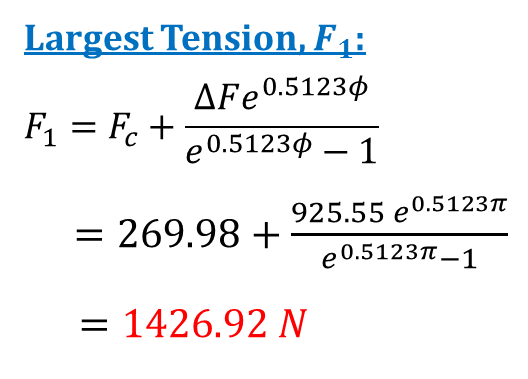 Largest Tension, F₁:
F₁ = F_c + ΔFe^{0.5123ϕ} / e^{0.5123ϕ} − 1
= 269.98 + 925.55 e^{0.5123π} / e^{0.5123π}−1
= 1426.92 N